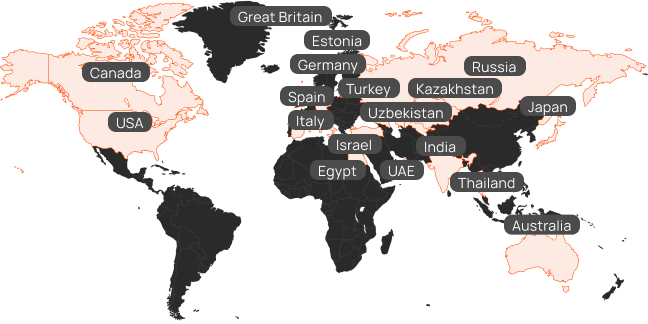 Great Britain
Estonia
Germany
Russia
Canada
Spain
Turkey
Kazakhstan
Japan
USA
Italy
Uzbekistan
Israel
India
Egypt
UAE
Thailand
Australia